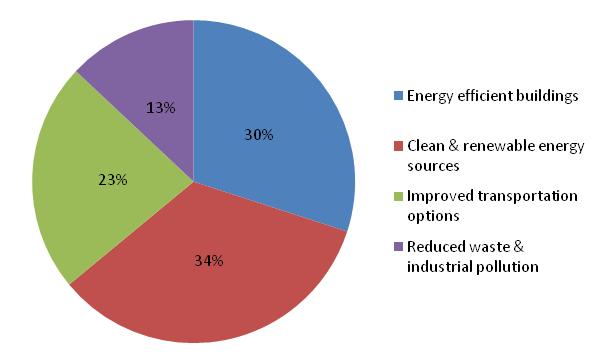 30%
34%
23%
13%
Energy efficient buildings
Clean & renewable energy
sources
Improved transportation
options
Reduced waste &
industrial pollution